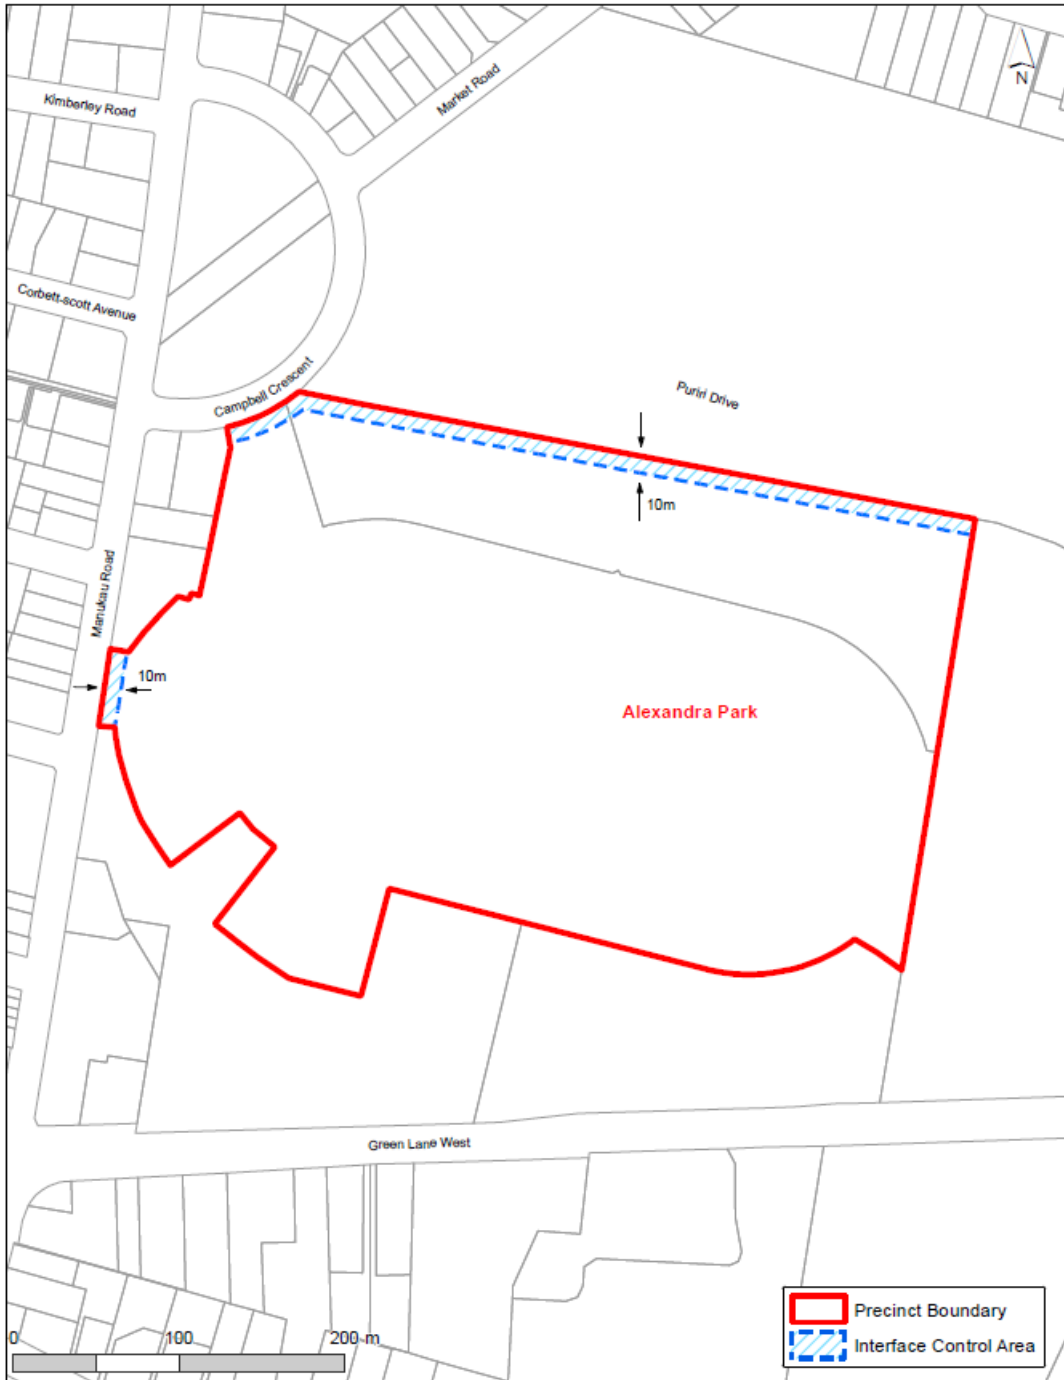 N
Market Road
Kimberley Road
Corbett-scott Avenue
Campbell Crescent
Puriri Drive
10m
Manukau Road
10m
Alexandra Park
Green Lane West
Precinct Boundary
Interface Control Area
0 100 200 m